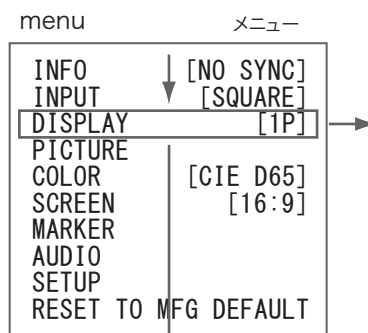 menu メニュー
INFO [NO SYNC]
INPUT [SQUARE]
DISPLAY [1P]
PICTURE
COLOR [CIE D65]
SCREEN [16:9]
MARKER
AUDIO
SETUP
RESET TO MFG DEFAULT